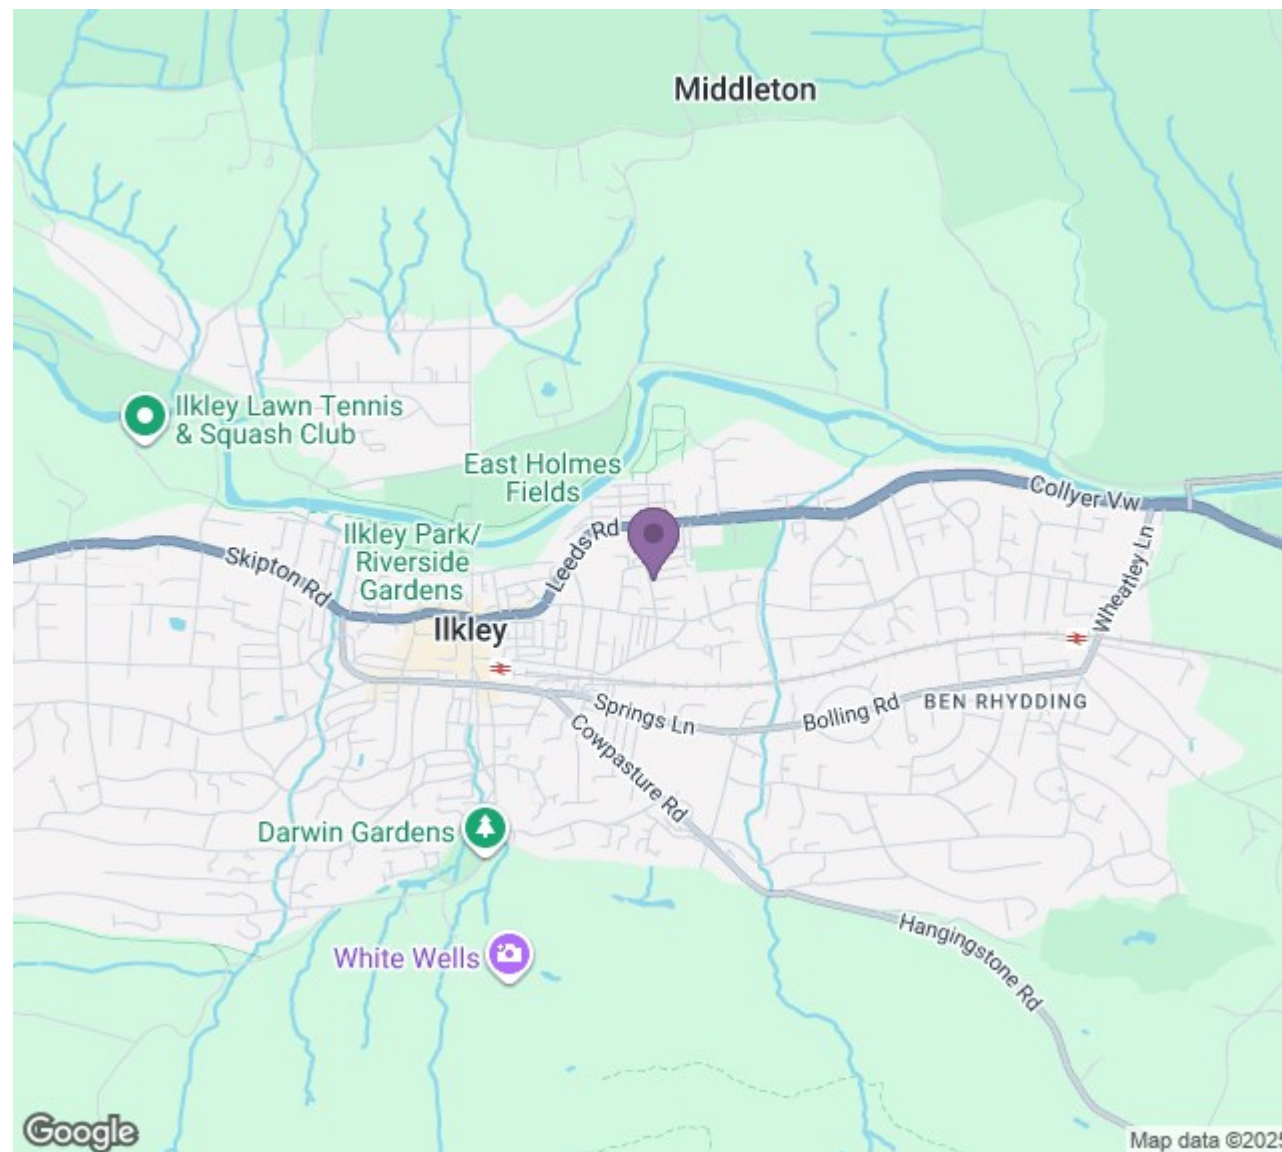 Middleton
Ilkley Lawn Tennis
& Squash Club
East Holmes
Fields
Collyer Vw
Leeds Rd
Ilkley Park/
Riverside
Gardens
Skipton Rd
Wheatley Ln
Ilkley
Springs Ln
Bolling Rd
BEN RHYDDING
Cowpasture Rd
Darwin Gardens
Hangingstone Rd
White Wells
Google
Map data ©2025